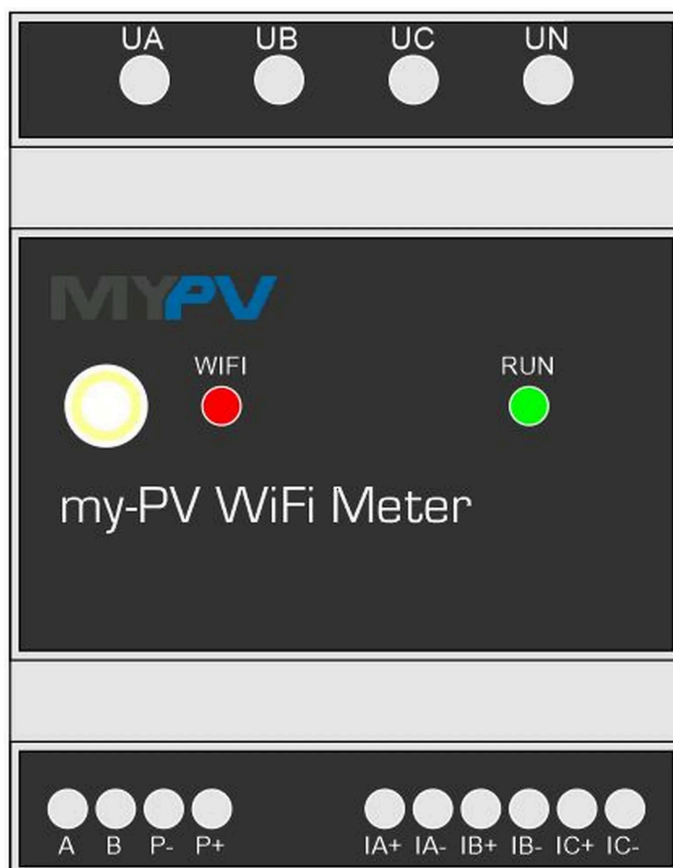 UA UB UC UN
MYPV
WIFI RUN
my-PV WiFi Meter
A B P- P+ IA+ IA- IB+ IB- IC+ IC-